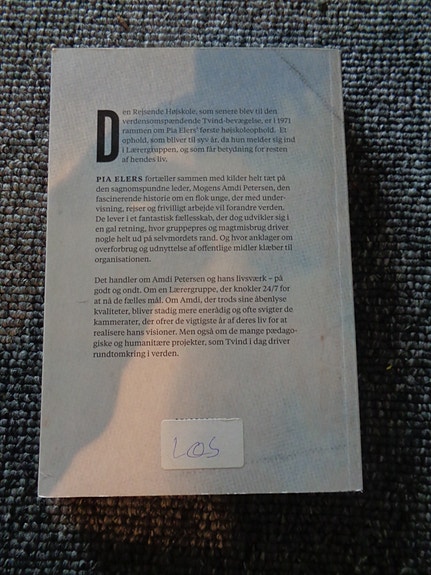 Den Rejsende Højskole, som senere blev til den
verdensomspændende Tvind-bevægelse, er i 1971
rammen om Pia Elers' første højskoleophold. Et
ophold, som bliver til syv år, da hun melder sig ind
i Lærergruppen, og som får betydning for resten
af hendes liv.
PIA ELERS fortæller sammen med kilder helt tæt på
den sagnomspundne leder, Mogens Amdi Petersen, den
fascinerende historie om en flok unge, der med under-
visning, rejser og frivilligt arbejde vil forandre verden.
De lever i et fantastisk fællesskab, der dog udvikler sig i
en gal retning, hvor gruppepres og magtmisbrug driver
nogle helt ud på selvmordets rand. Og hvor anklager om
overforbrug og udnyttelse af offentlige midler klæber til
organisationen.
Det handler om Amdi Petersen og hans livsværk – på
godt og ondt. Om en Lærergruppe, der knokler 24/7 for
at nå de fælles mål. Om Amdi, der trods sine åbenlyse
kvaliteter, bliver stadig mere enerådig og ofte svigter de
kammerater, der ofrer de vigtigste år af deres liv for at
realisere hans visioner. Men også om de mange pædago-
giske og humanitære projekter, som Tvind i dag driver
rundtomkring i verden.
LOS